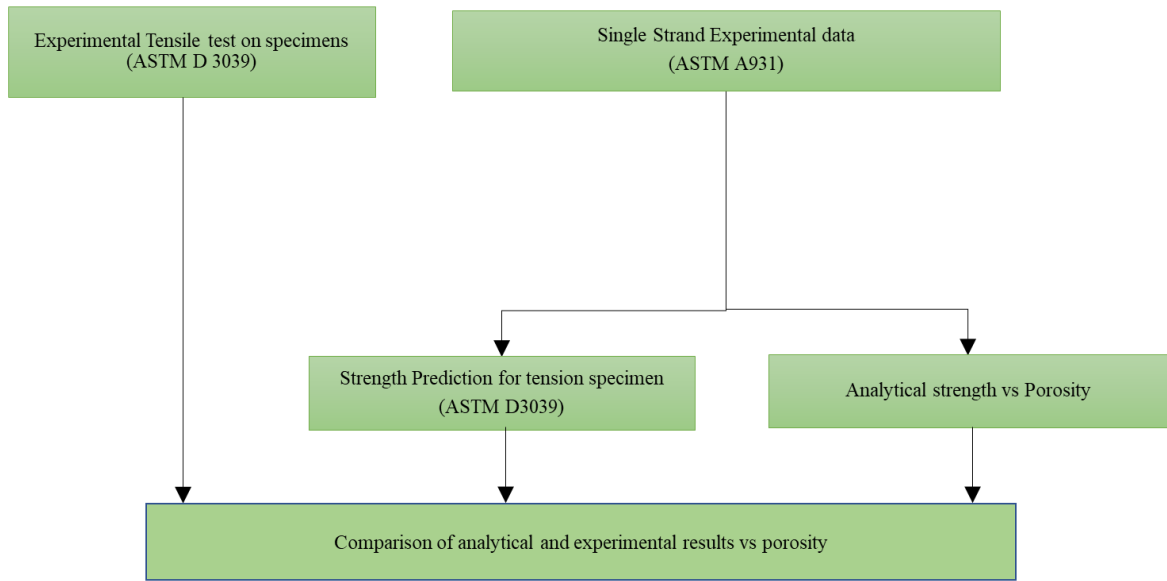 Experimental Tensile test on specimens
(ASTM D 3039)
Single Strand Experimental data
(ASTM A931)
Strength Prediction for tension specimen
(ASTM D3039)
Analytical strength vs Porosity
Comparison of analytical and experimental results vs porosity